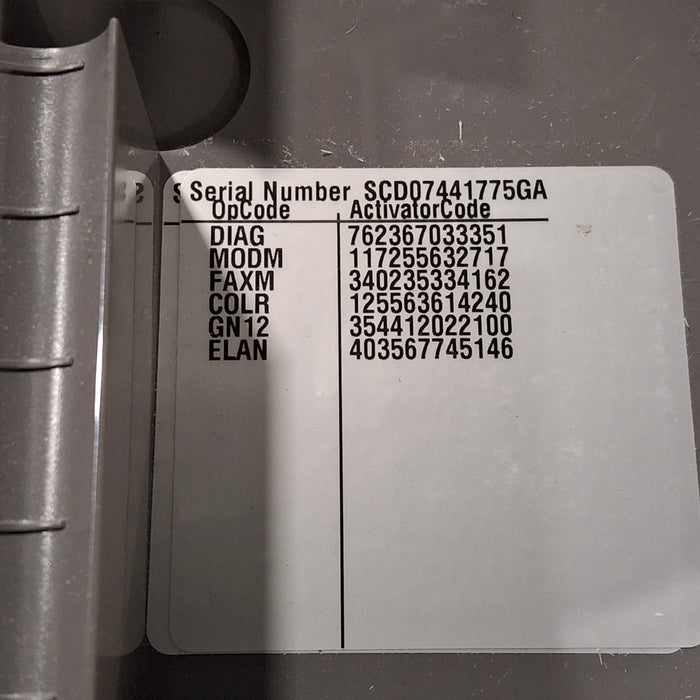 Serial Number SCD07441775GA
OpCode ActivatorCode
DIAG 762367033351
MODM 117255632717
FAXM 340235334162
COLR 125563614240
GN12 354412022100
ELAN 403567745146